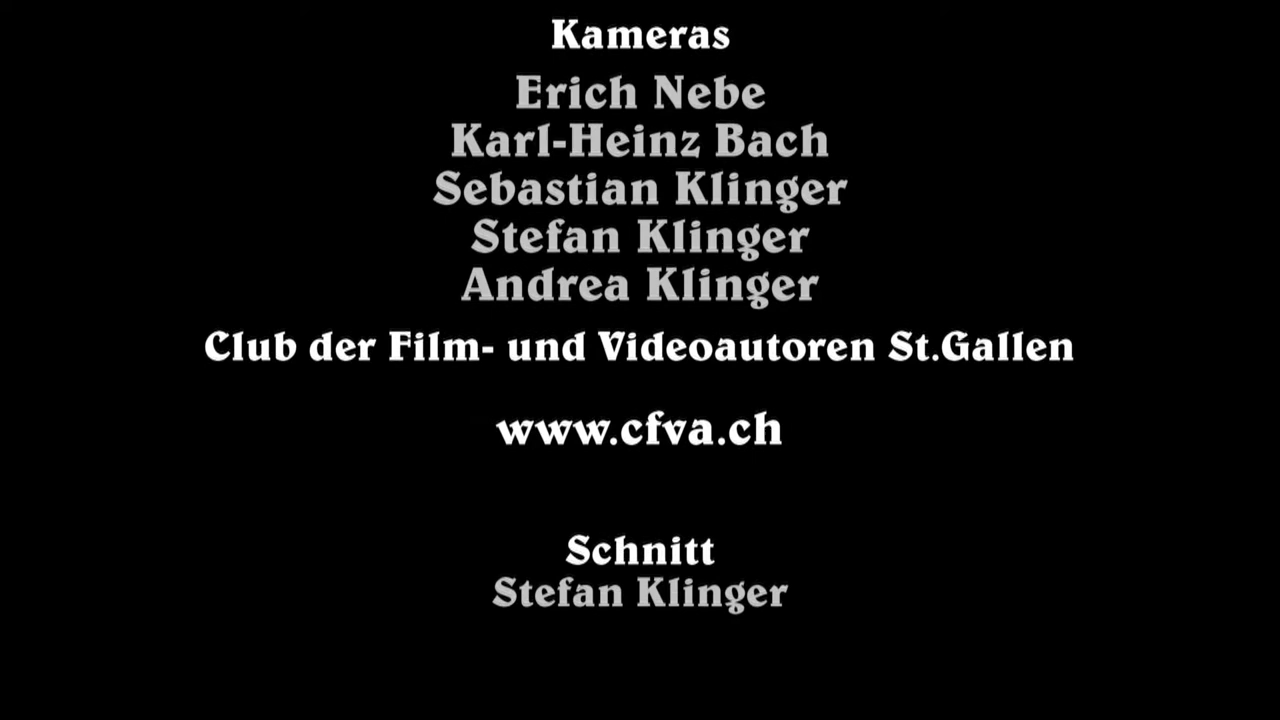 Kameras
Erich Nebe
Karl-Heinz Bach
Sebastian Klinger
Stefan Klinger
Andrea Klinger
Club der Film- und Videoautoren St.Gallen
www.cfva.ch
Schnitt
Stefan Klinger